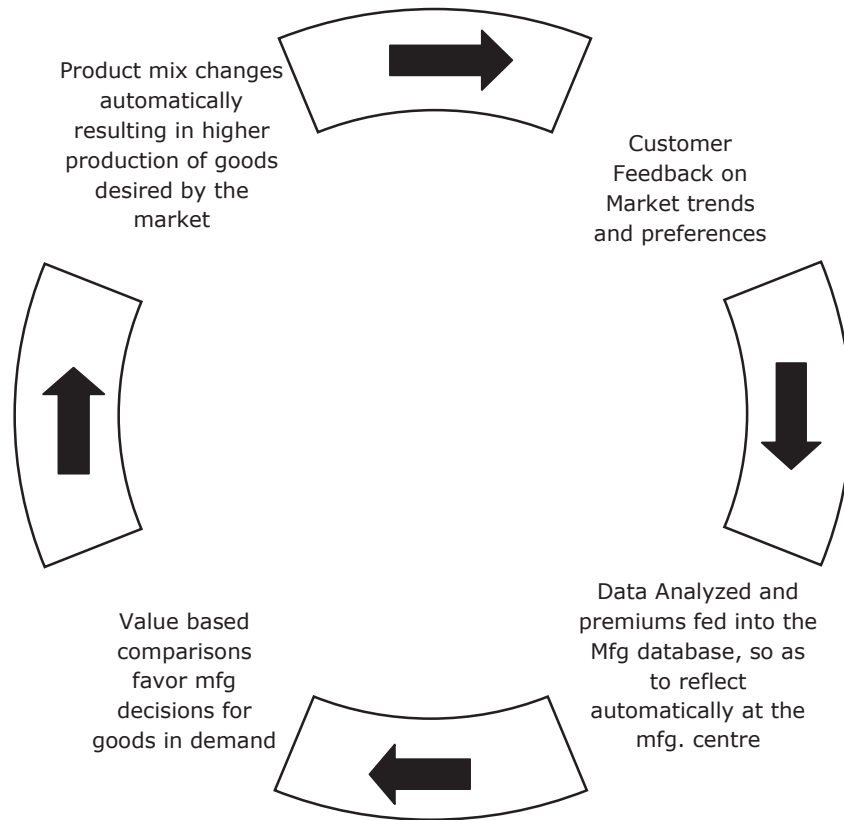 Product mix changes
automatically
resulting in higher
production of goods
desired by the
market
Customer
Feedback on
Market trends
and preferences
Data Analyzed and
premiums fed into the
Mfg database, so as
to reflect
automatically at the
mfg. centre
Value based
comparisons
favor mfg
decisions for
goods in demand